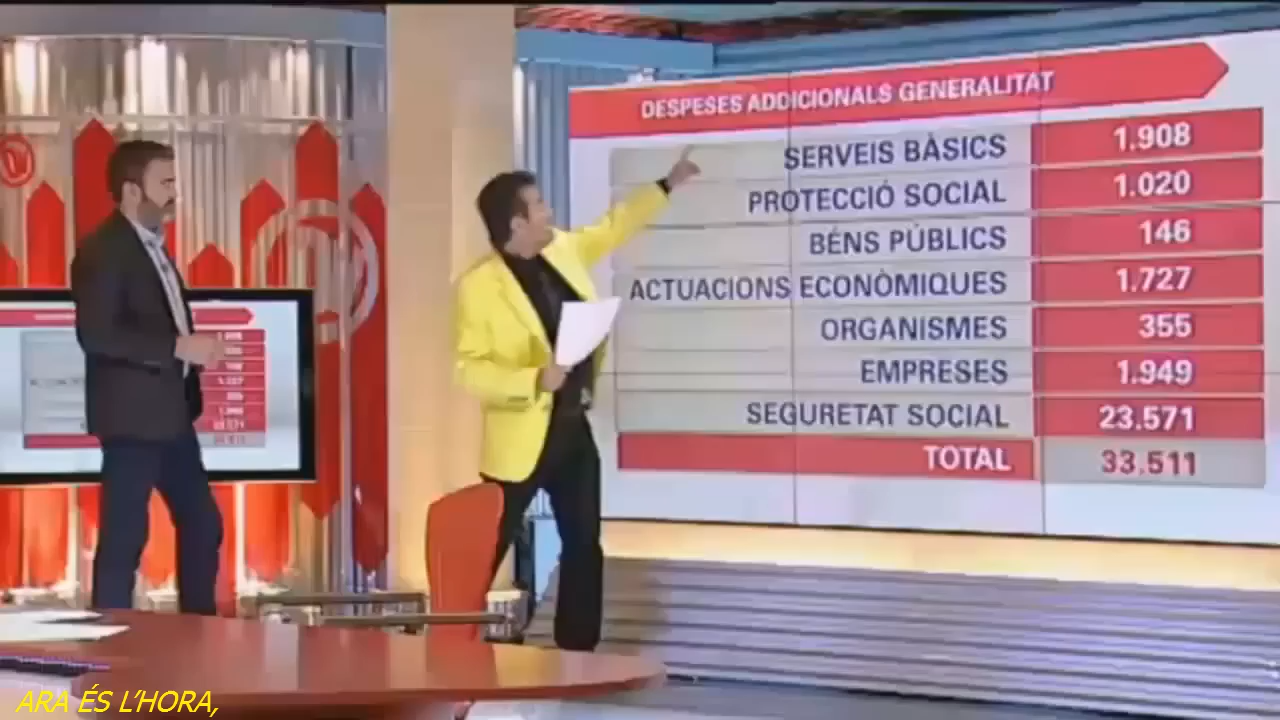 DESPESES ADDICIONALS GENERALITAT
SERVEIS BÀSICS 1.908
PROTECCIÓ SOCIAL 1.020
BÉNS PÙBLICS 146
ACTUACIONS ECONÒMIQUES 1.727
ORGANISMES 355
EMPRESES 1.949
SEGURETAT SOCIAL 23.571
TOTAL 33.511
ARA ÉS L'HORA,